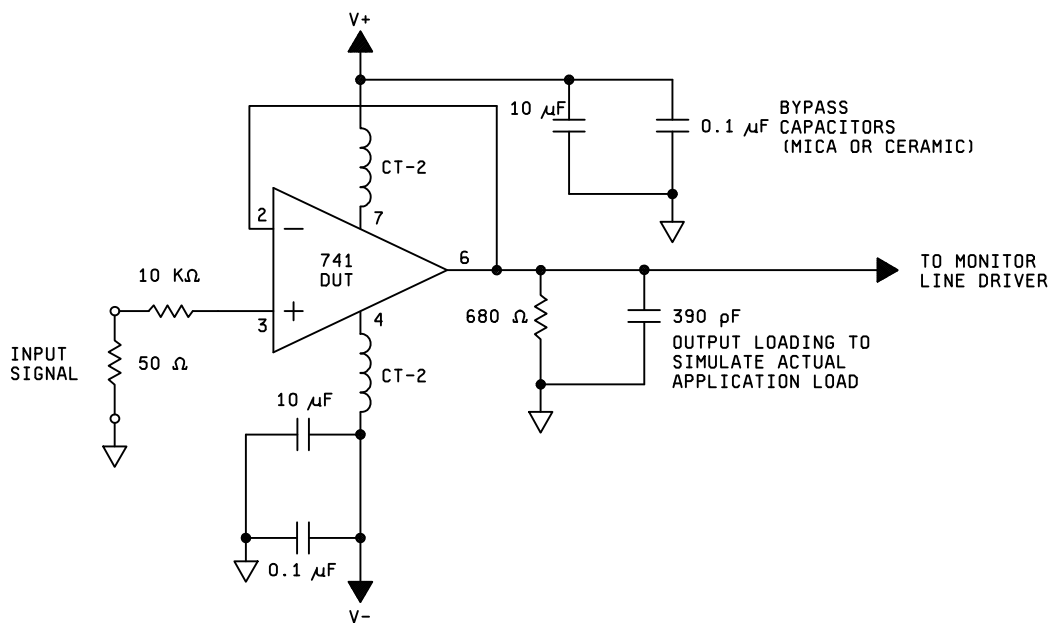 V+
10 µF
0.1 µF
BYPASS
CAPACITORS
(MICA OR CERAMIC)
CT-2
2
7
741
DUT
6
TO MONITOR
LINE DRIVER
10 KΩ
3
4
680 Ω
390 pF
OUTPUT LOADING TO
SIMULATE ACTUAL
APPLICATION LOAD
INPUT
SIGNAL
50 Ω
CT-2
10 µF
0.1 µF
V-